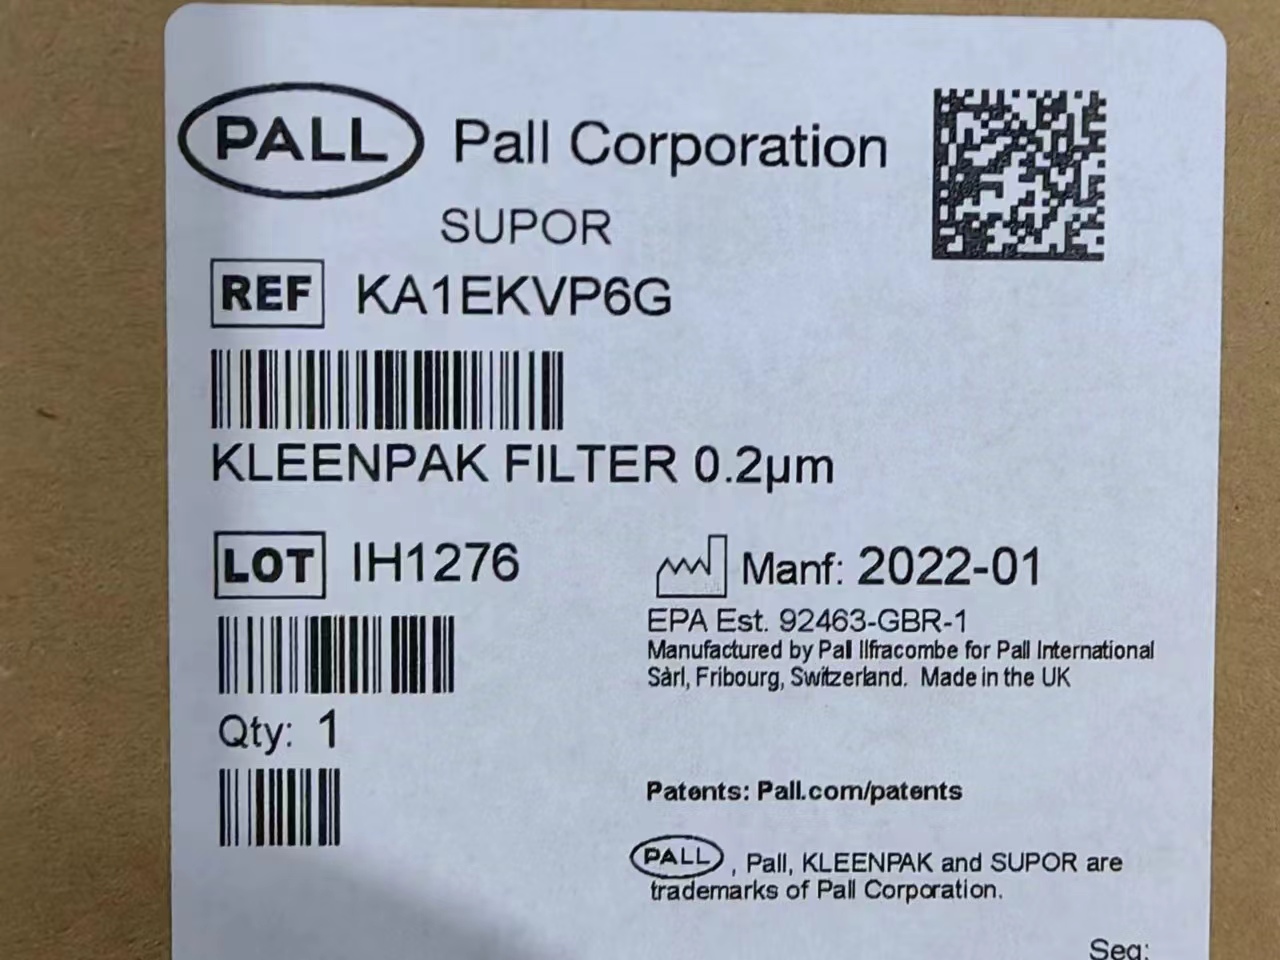 PALL Pall Corporation
SUPOR
REF KA1EKVP6G
KLEENPAK FILTER 0.2µm
LOT IH1276
Manf: 2022-01
EPA Est. 92463-GBR-1
Manufactured by Pall Ilfracombe for Pall International
Sàrl, Fribourg, Switzerland. Made in the UK
Qty: 1
Patents: Pall.com/patents
PALL, Pall, KLEENPAK and SUPOR are
trademarks of Pall Corporation.
Seq: